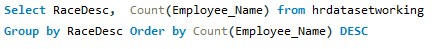 Select RaceDesc,  Count(Employee_Name) from hrdatasetworking
Group by RaceDesc Order by Count(Employee_Name) DESC